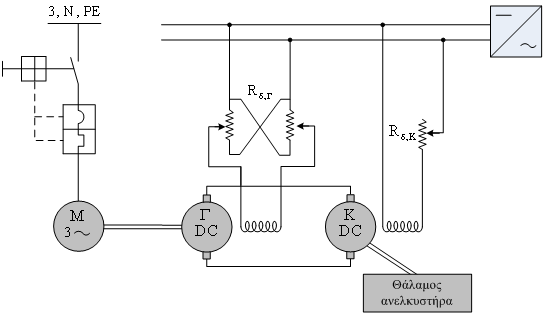 3, N, PE
R δ,Γ
R δ,K
M
3 ~
Γ
DC
K
DC
Θάλαμος
ανελκυστήρα